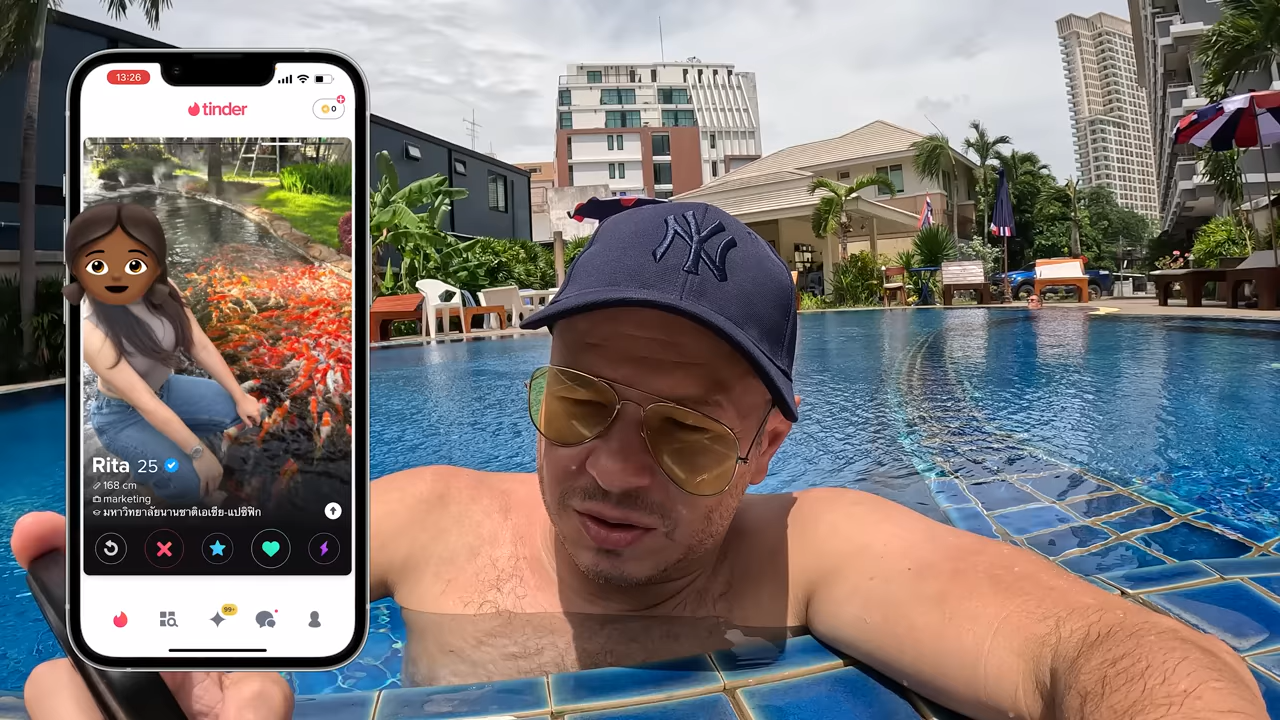 13:26
tinder
0
Rita 25
168 cm
marketing
มหาวิทยาลัยนานาชาติเอเชีย-แปซิฟิก
99+
NY